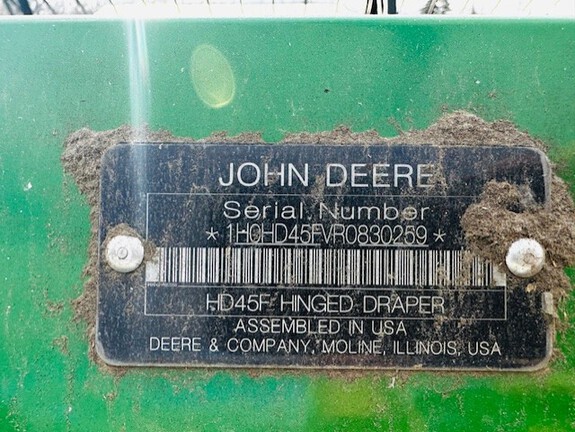 JOHN DEERE
Serial Number
*1H0HD45FVR0830259*
HD45F HINGED DRAPER
ASSEMBLED IN USA
DEERE & COMPANY, MOLINE, ILLINOIS, USA